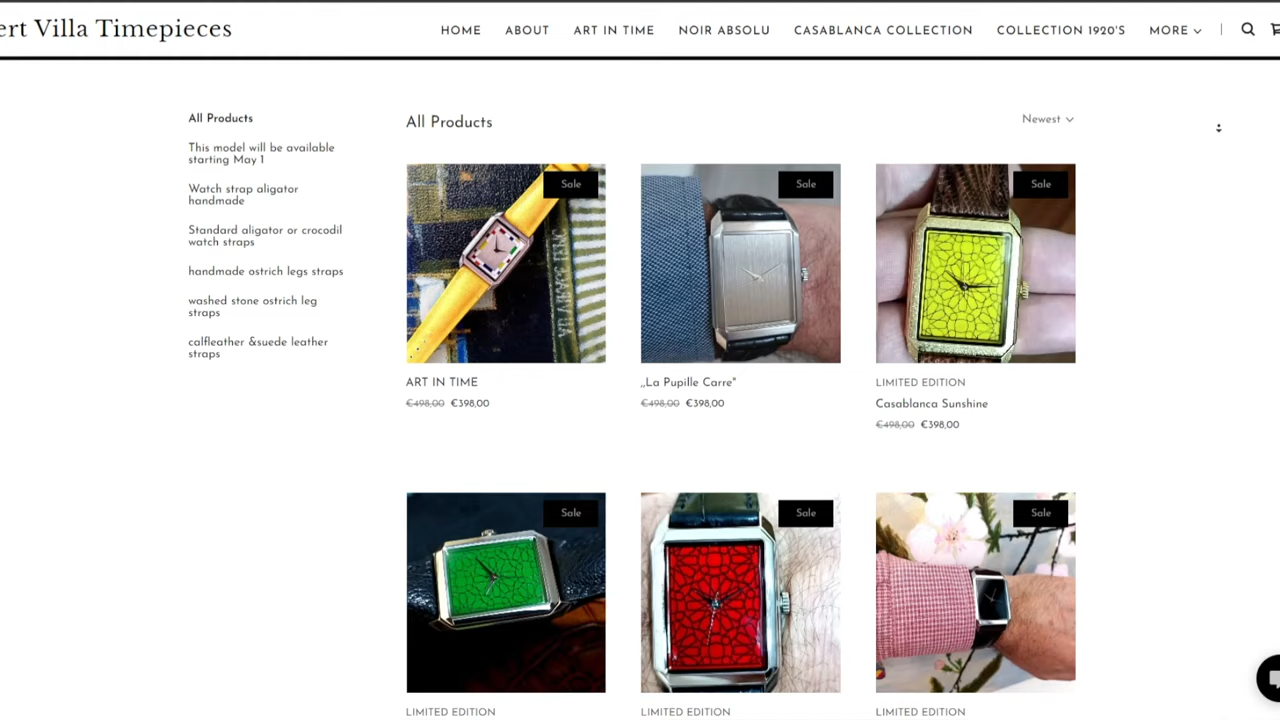 ert Villa Timepieces
HOME ABOUT ART IN TIME NOIR ABSOLU CASABLANCA COLLECTION COLLECTION 1920'S MORE
All Products
This model will be available
starting May 1
Watch strap aligator
handmade
Standard aligator or crocodil
watch straps
handmade ostrich legs straps
washed stone ostrich leg
straps
calfleather &suede leather
straps
All Products
Newest
Sale
Sale
Sale
ART IN TIME
€498,00 €398,00
,,La Pupille Carre"
€498,00 €398,00
LIMITED EDITION
Casablanca Sunshine
€498,00 €398,00
Sale
Sale
Sale
LIMITED EDITION
LIMITED EDITION
LIMITED EDITION